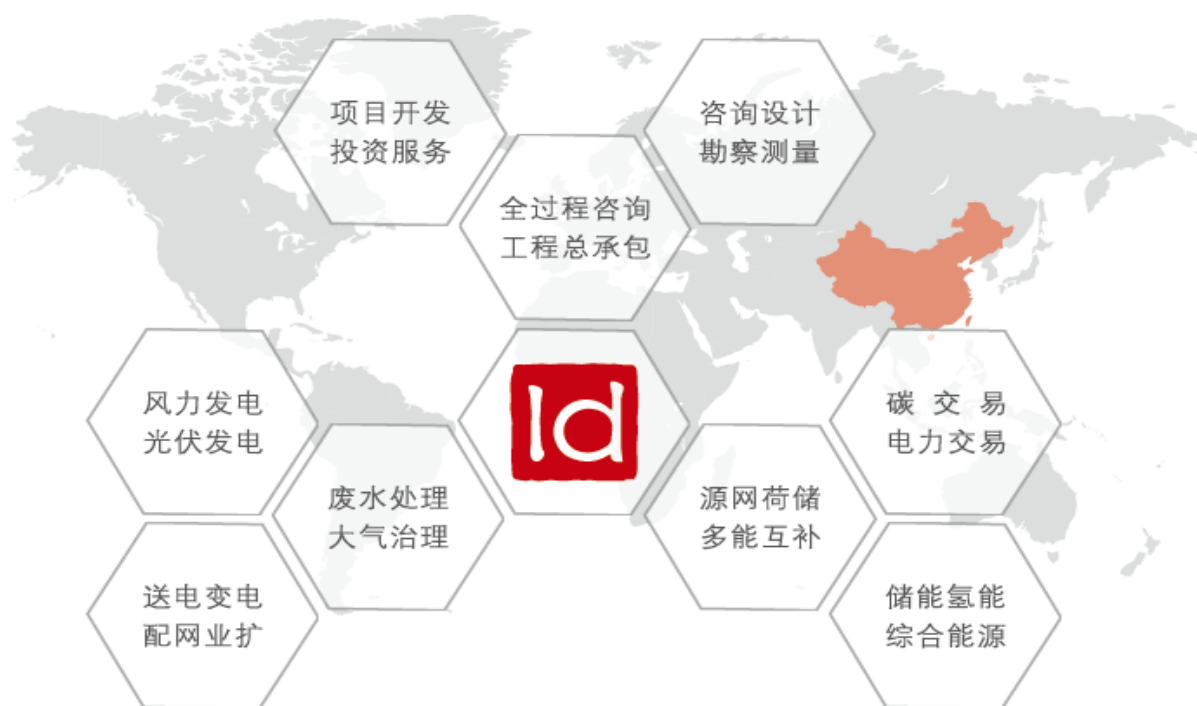 项目开发
投资服务
咨询设计
勘察测量
全过程咨询
工程总承包
风力发电
光伏发电
ld
碳交易
电力交易
废水处理
大气治理
源网荷储
多能互补
送电变电
配网业扩
储能氢能
综合能源